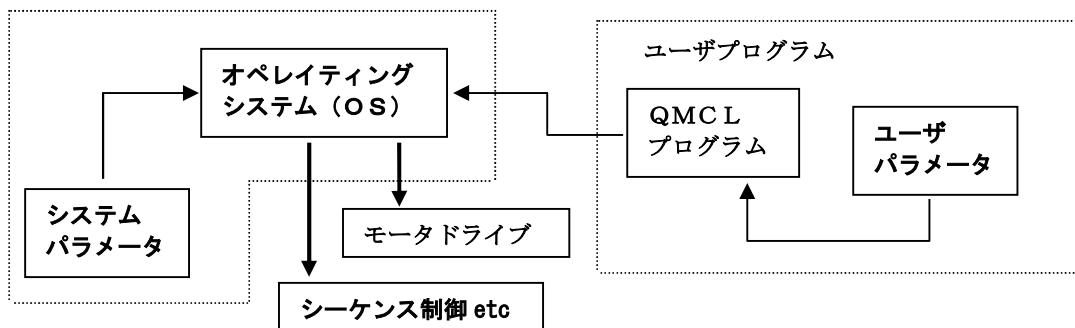 オペレイティング
システム（ＯＳ）
ユーザプログラム
ＱＭＣＬ
プログラム
ユーザ
パラメータ
システム
パラメータ
モータドライブ
シーケンス制御 etc